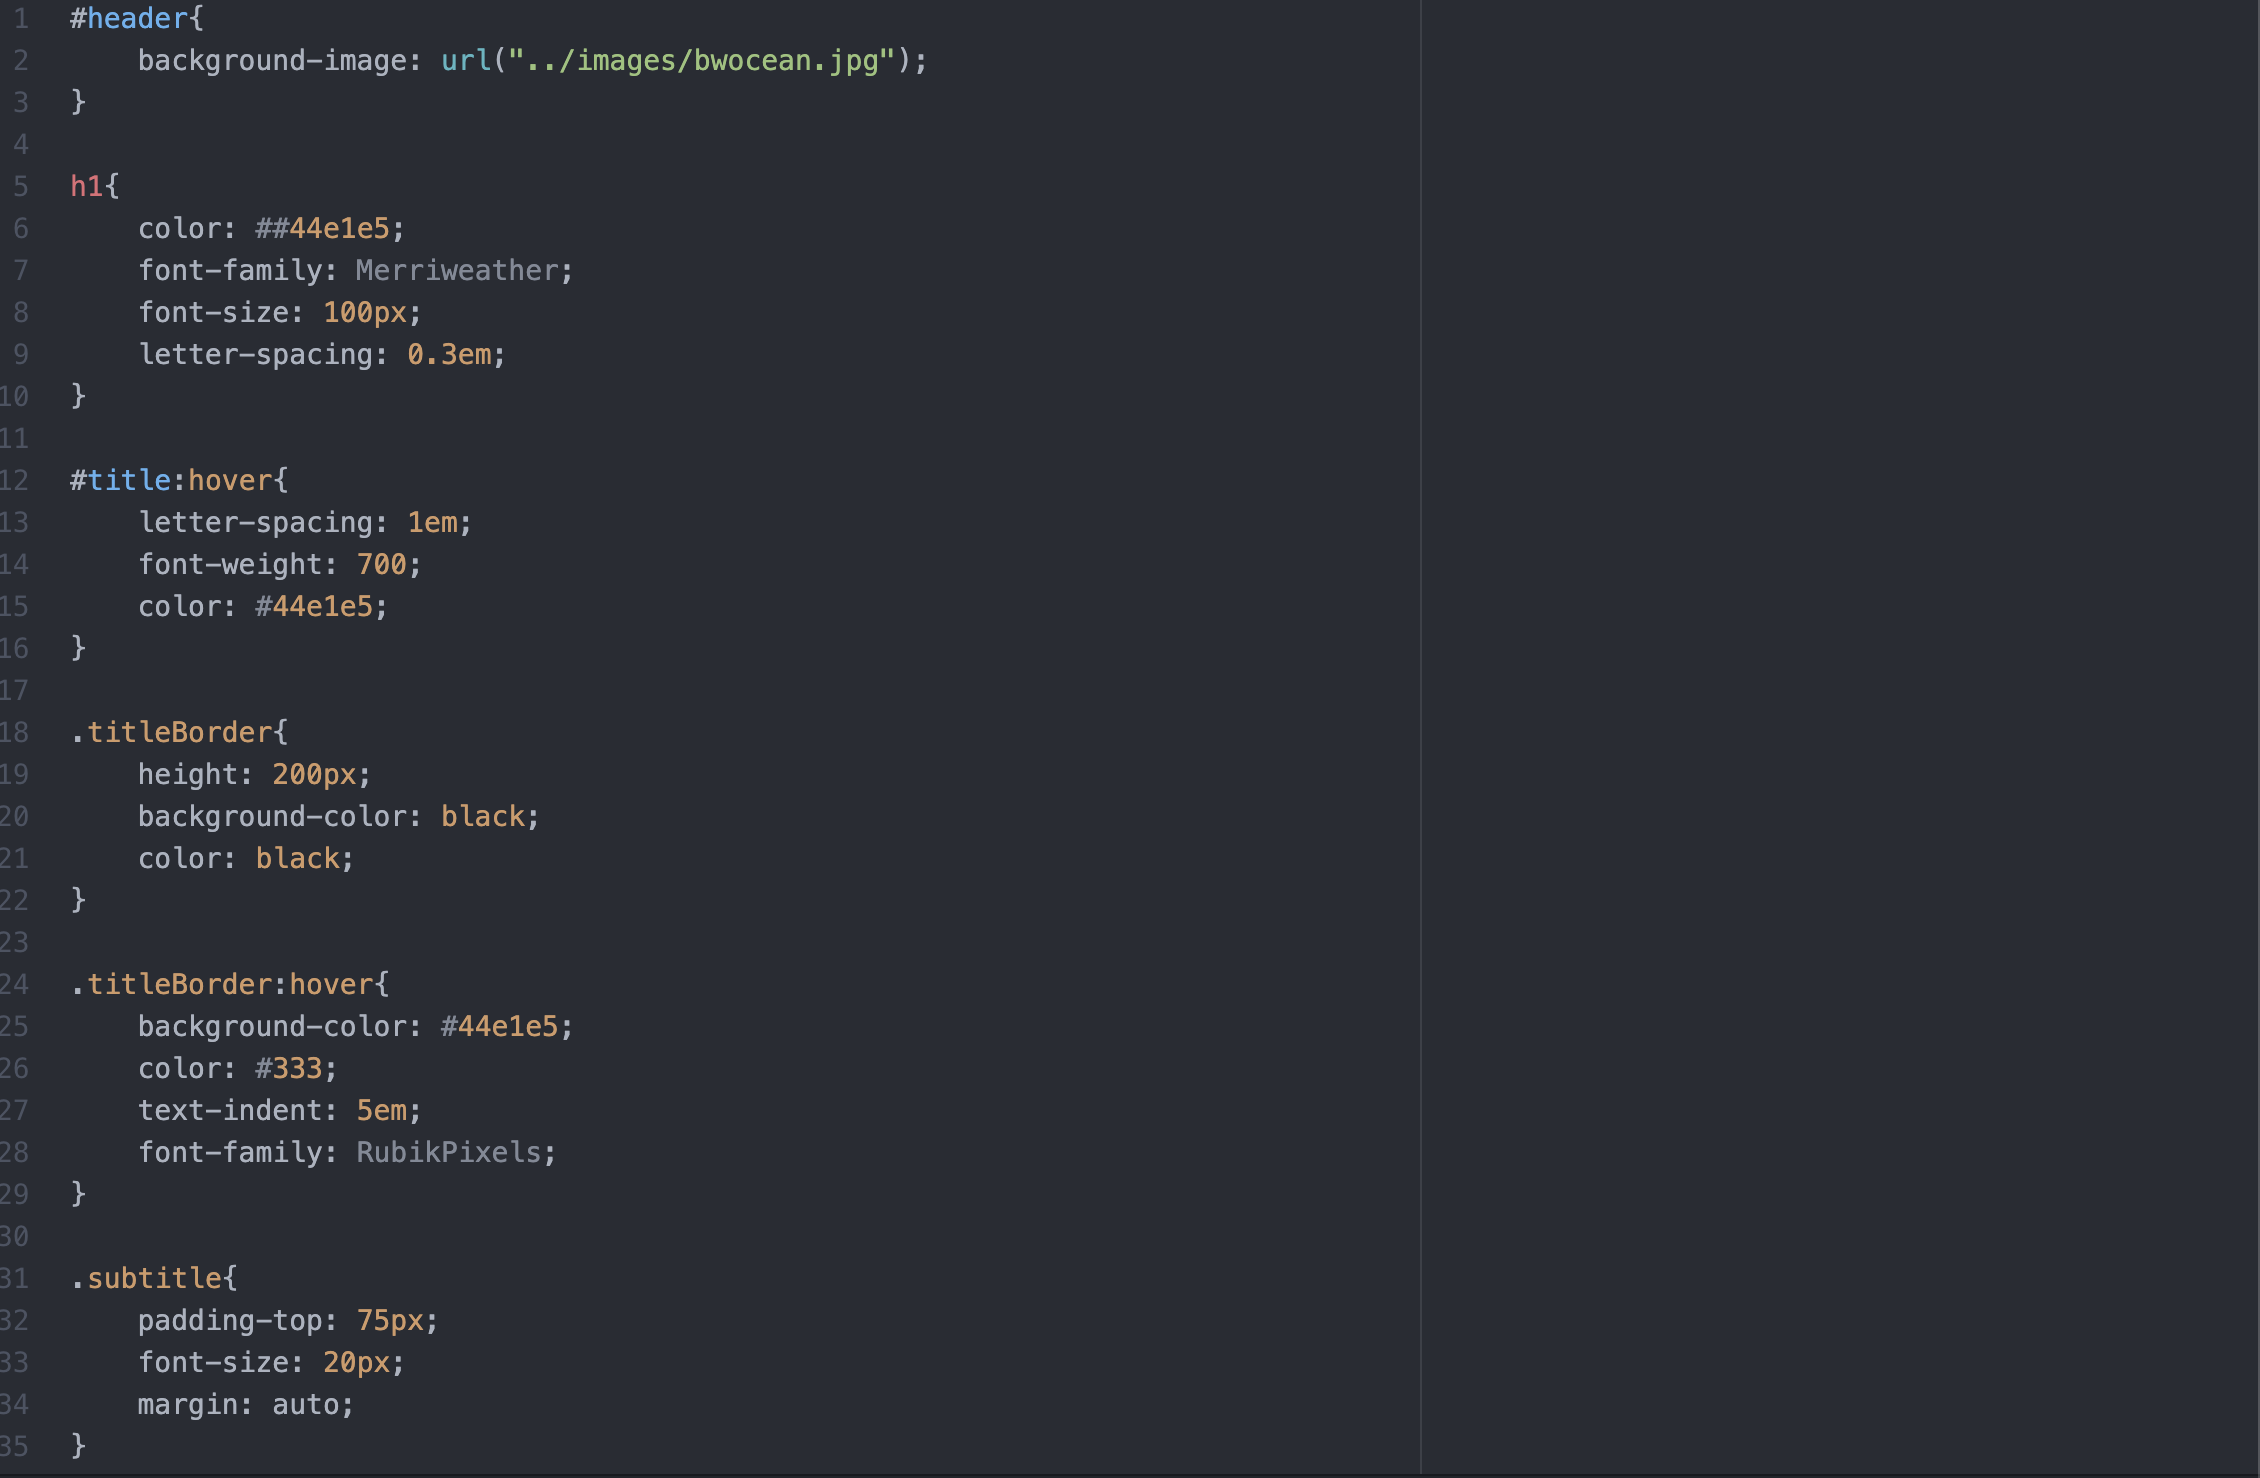 1 #header{
2 background-image: url("../images/bwocean.jpg");
3 }
4
5 h1{
6 color: ##44e1e5;
7 font-family: Merriweather;
8 font-size: 100px;
9 letter-spacing: 0.3em;
10 }
11
12 #title:hover{
13 letter-spacing: 1em;
14 font-weight: 700;
15 color: #44e1e5;
16 }
17
18 .titleBorder{
19 height: 200px;
20 background-color: black;
21 color: black;
22 }
23
24 .titleBorder:hover{
25 background-color: #44e1e5;
26 color: #333;
27 text-indent: 5em;
28 font-family: RubikPixels;
29 }
30
31 .subtitle{
32 padding-top: 75px;
33 font-size: 20px;
34 margin: auto;
35 }